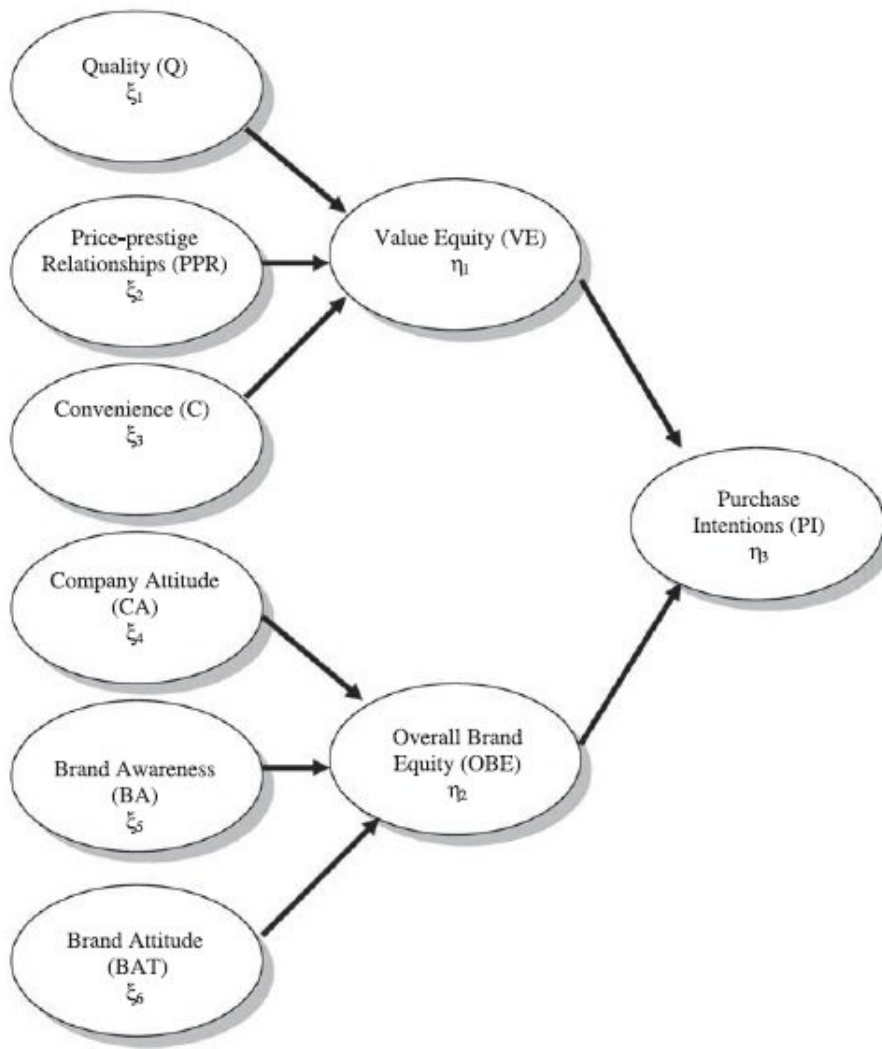 Quality (Q)
ξ₁
Price-prestige
Relationships (PPR)
ξ₂
Convenience (C)
ξ₃
Company Attitude
(CA)
ξ₄
Brand Awareness
(BA)
ξ₅
Brand Attitude
(BAT)
ξ₆
Value Equity (VE)
η₁
Overall Brand
Equity (OBE)
η₂
Purchase
Intentions (PI)
η₃